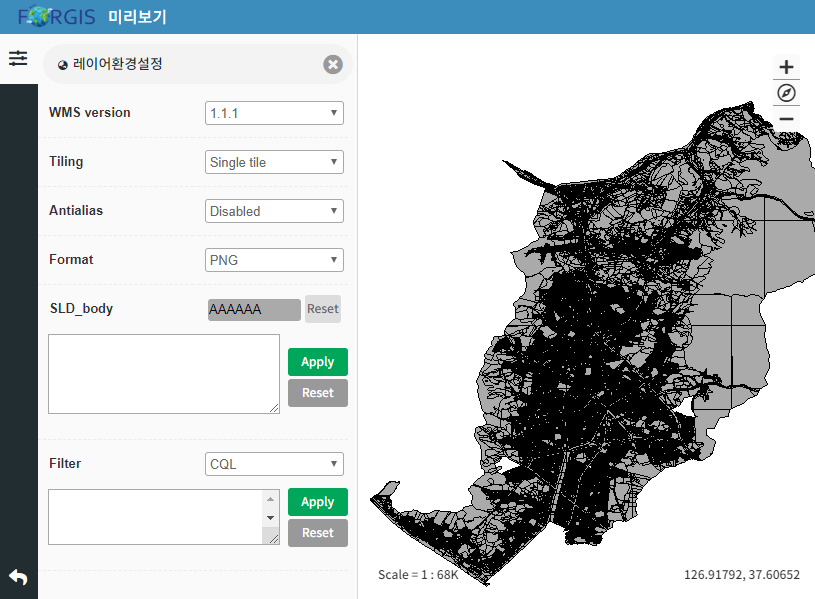 FORGIS 미리보기
레이어환경설정
WMS version 1.1.1
Tiling Single tile
Antialias Disabled
Format PNG
SLD_body AAAAAA Reset
Apply
Reset
Filter CQL
Apply
Reset
Scale = 1 : 68K
126.91792, 37.60652